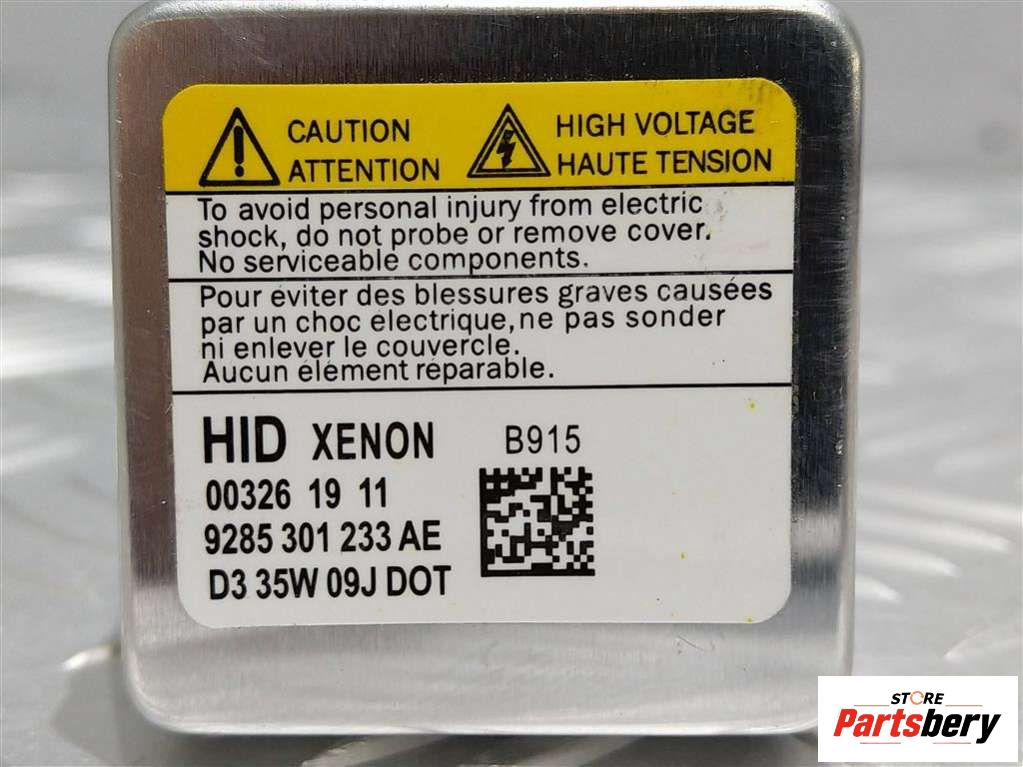 CAUTION
ATTENTION
HIGH VOLTAGE
HAUTE TENSION
To avoid personal injury from electric
shock, do not probe or remove cover.
No serviceable components.
Pour éviter des blessures graves causées
par un choc electrique,ne pas sonder
ni enlever le couvercle.
Aucun élément réparable.
HID XENON B915
00326 19 11
9285 301 233 AE
D3 35W 09J DOT
STORE
Partsbery